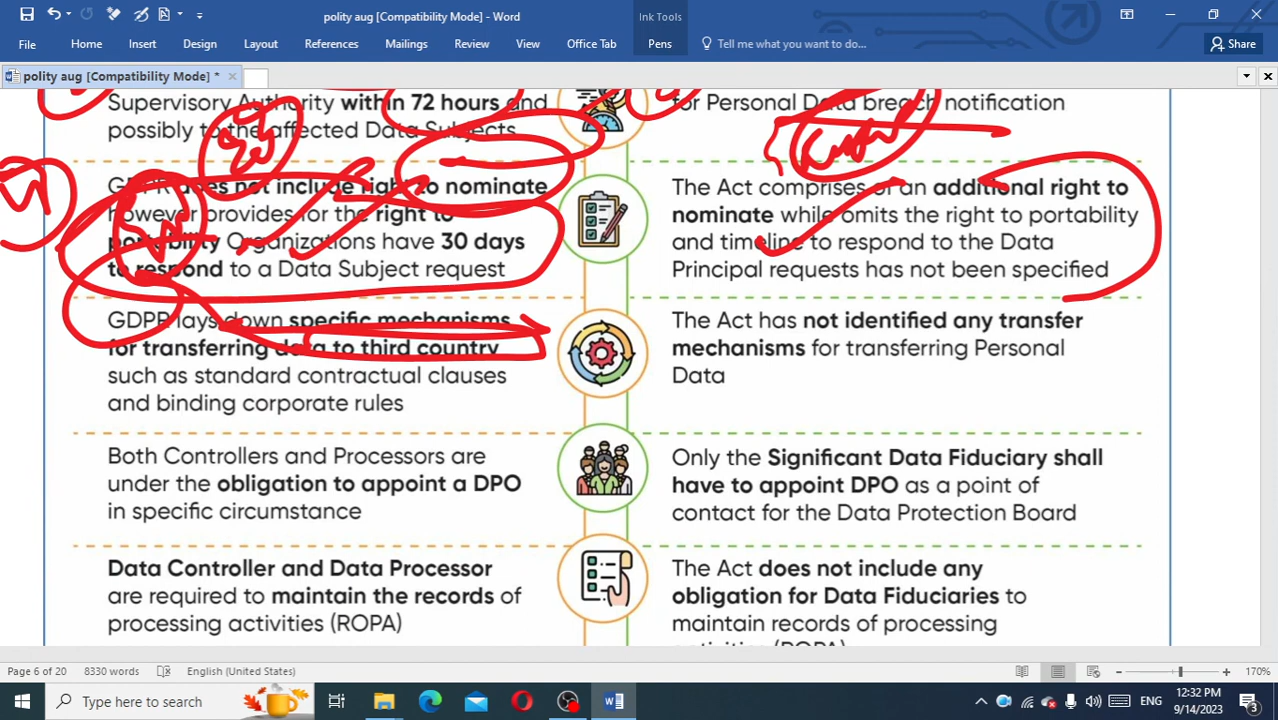 polity aug [Compatibility Mode] - Word
Ink Tools
File Home Insert Design Layout References Mailings Review View Office Tab Pens Tell me what you want to do... Share
polity aug [Compatibility Mode] *
Supervisory Authority within 72 hours and
possibly to the affected Data Subjects
for Personal Data breach notification
GDPR does not include right to nominate
however provides for the right to
portability Organizations have 30 days
to respond to a Data Subject request
The Act comprises of an additional right to
nominate while omits the right to portability
and timeline to respond to the Data
Principal requests has not been specified
GDPR lays down specific mechanisms
for transferring data to third country
such as standard contractual clauses
and binding corporate rules
The Act has not identified any transfer
mechanisms for transferring Personal
Data
Both Controllers and Processors are
under the obligation to appoint a DPO
in specific circumstance
Only the Significant Data Fiduciary shall
have to appoint DPO as a point of
contact for the Data Protection Board
Data Controller and Data Processor
are required to maintain the records of
processing activities (ROPA)
The Act does not include any
obligation for Data Fiduciaries to
maintain records of processing
activities (ROPA)
Page 6 of 20 8330 words English (United States) 170%
Type here to search
ENG
12:32 PM
9/14/2023
3